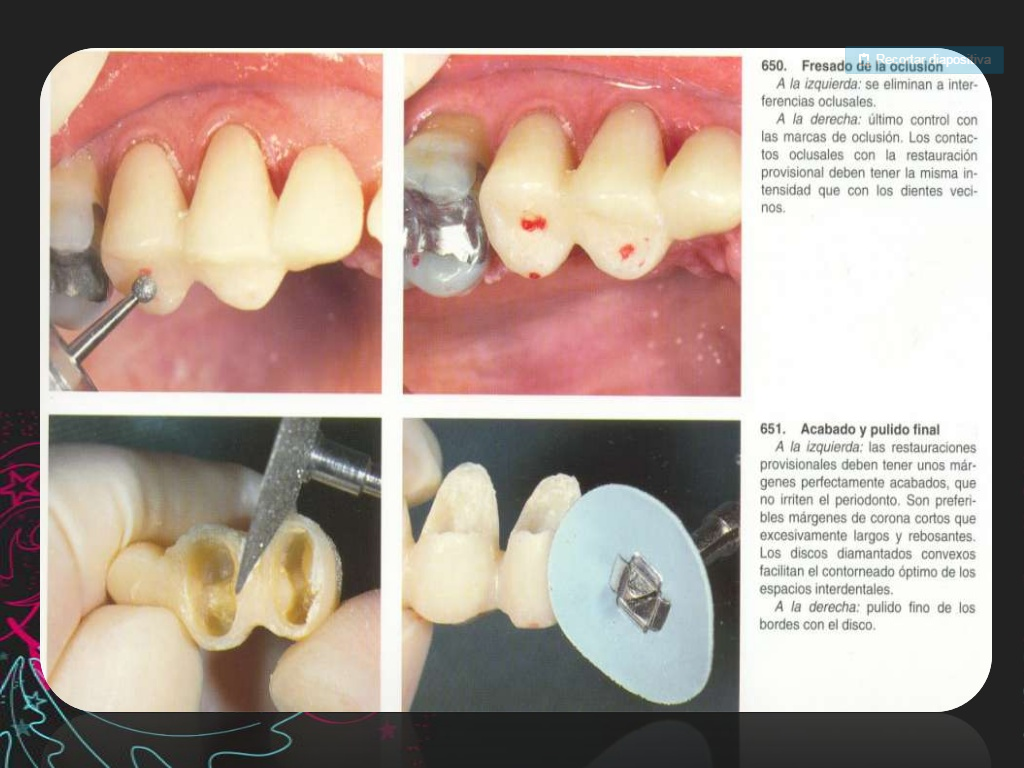 Recortar diapositiva
650. Fresado de la oclusión
A la izquierda: se eliminan a inter-
ferencias oclusales.
A la derecha: último control con
las marcas de oclusión. Los contac-
tos oclusales con la restauración
provisional deben tener la misma in-
tensidad que con los dientes veci-
nos.
651. Acabado y pulido final
A la izquierda: las restauraciones
provisionales deben tener unos már-
genes perfectamente acabados, que
no irriten el periodonto. Son preferi-
bles márgenes de corona cortos que
excesivamente largos y rebosantes.
Los discos diamantados convexos
facilitan el contorneado óptimo de los
espacios interdentales.
A la derecha: pulido fino de los
bordes con el disco.